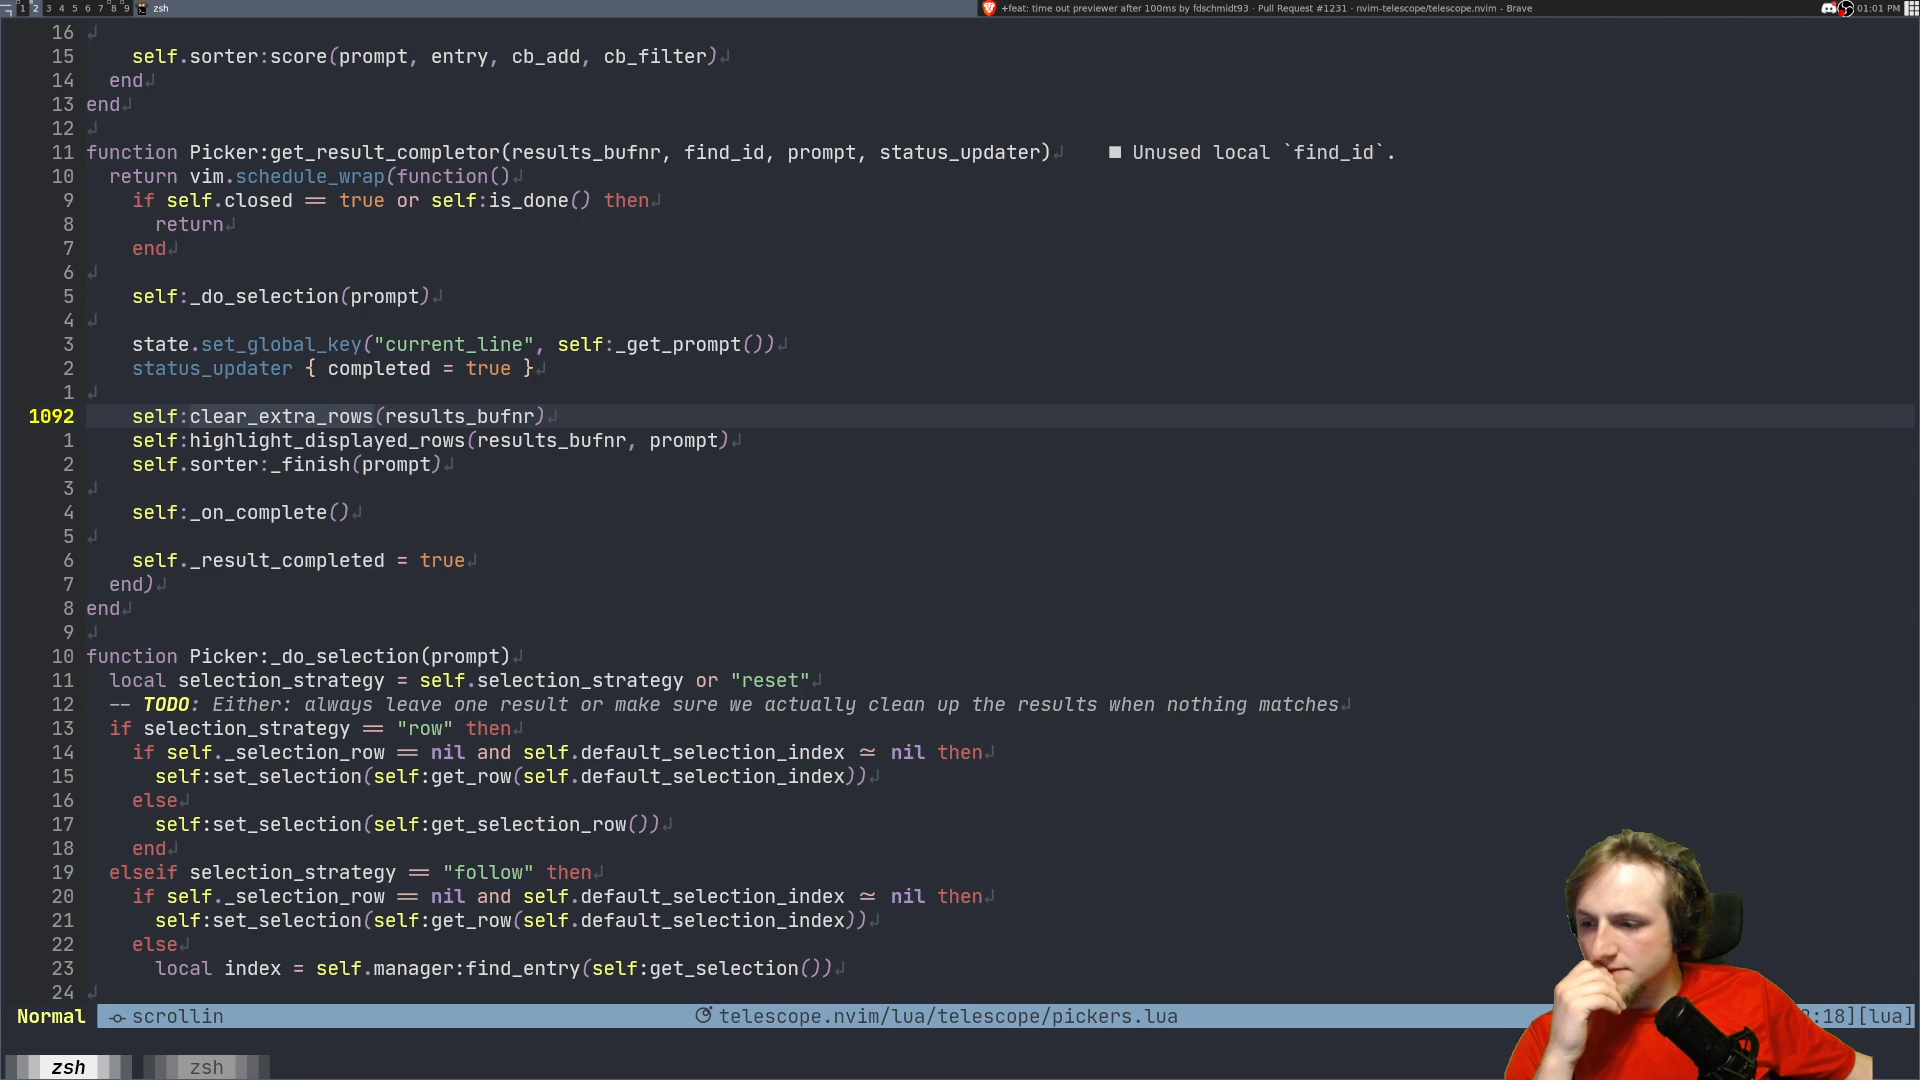 1 2 3 4 5 6 7 8 9 zsh
+feat: time out previewer after 100ms by fdschmidt93 · Pull Request #1231 · nvim-telescope/telescope.nvim - Brave
01:01 PM
16
15 self.sorter:score(prompt, entry, cb_add, cb_filter)
14 end
13 end
12
11 function Picker:get_result_completor(results_bufnr, find_id, prompt, status_updater) ■ Unused local `find_id`.
10 return vim.schedule_wrap(function()
9 if self.closed == true or self:is_done() then
8 return
7 end
6
5 self:_do_selection(prompt)
4
3 state.set_global_key("current_line", self:_get_prompt())
2 status_updater { completed = true }
1
1092 self:clear_extra_rows(results_bufnr)
1 self:highlight_displayed_rows(results_bufnr, prompt)
2 self.sorter:_finish(prompt)
3
4 self:_on_complete()
5
6 self._result_completed = true
7 end)
8 end
9
10 function Picker:_do_selection(prompt)
11 local selection_strategy = self.selection_strategy or "reset"
12 -- TODO: Either: always leave one result or make sure we actually clean up the results when nothing matches
13 if selection_strategy == "row" then
14 if self._selection_row == nil and self.default_selection_index ~= nil then
15 self:set_selection(self:get_row(self.default_selection_index))
16 else
17 self:set_selection(self:get_selection_row())
18 end
19 elseif selection_strategy == "follow" then
20 if self._selection_row == nil and self.default_selection_index ~= nil then
21 self:set_selection(self:get_row(self.default_selection_index))
22 else
23 local index = self.manager:find_entry(self:get_selection())
24
Normal scrollin telescope.nvim/lua/telescope/pickers.lua :18][lua]
zsh zsh